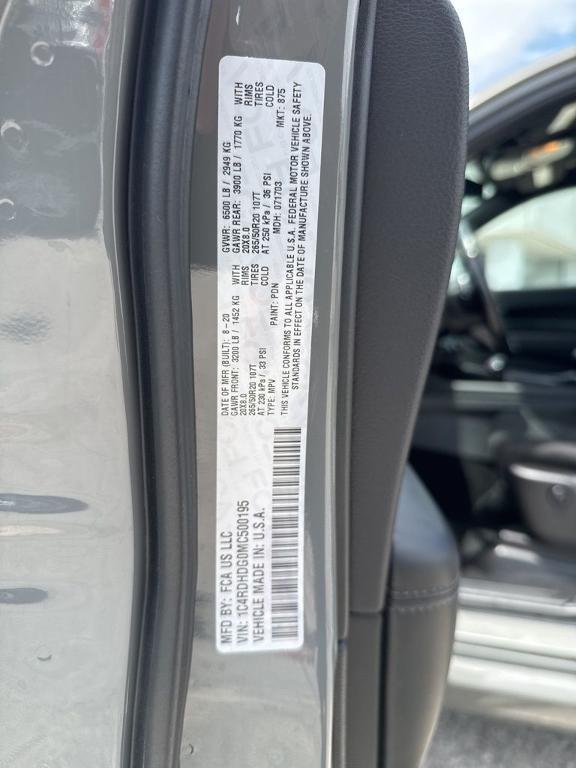 MFD BY: FCA US LLC
VIN: 1C4RDHDG0MC500195
VEHICLE MADE IN: U.S.A.
DATE OF MFR (BUILT): 8-20
GAWR FRONT: 3200 LB / 1452 KG WITH
20X8.0 RIMS
265/50R20 107T TIRES
AT 230 kPa / 33 PSI COLD
TYPE: MPV
GVWR: 6500 LB / 2949 KG
GAWR REAR: 3900 LB / 1770 KG WITH
20X8.0 RIMS
265/50R20 107T TIRES
AT 250 kPa / 36 PSI COLD
PAINT: PDN MDH: 071703 MKT: 875
THIS VEHICLE CONFORMS TO ALL APPLICABLE U.S.A. FEDERAL MOTOR VEHICLE SAFETY
STANDARDS IN EFFECT ON THE DATE OF MANUFACTURE SHOWN ABOVE.